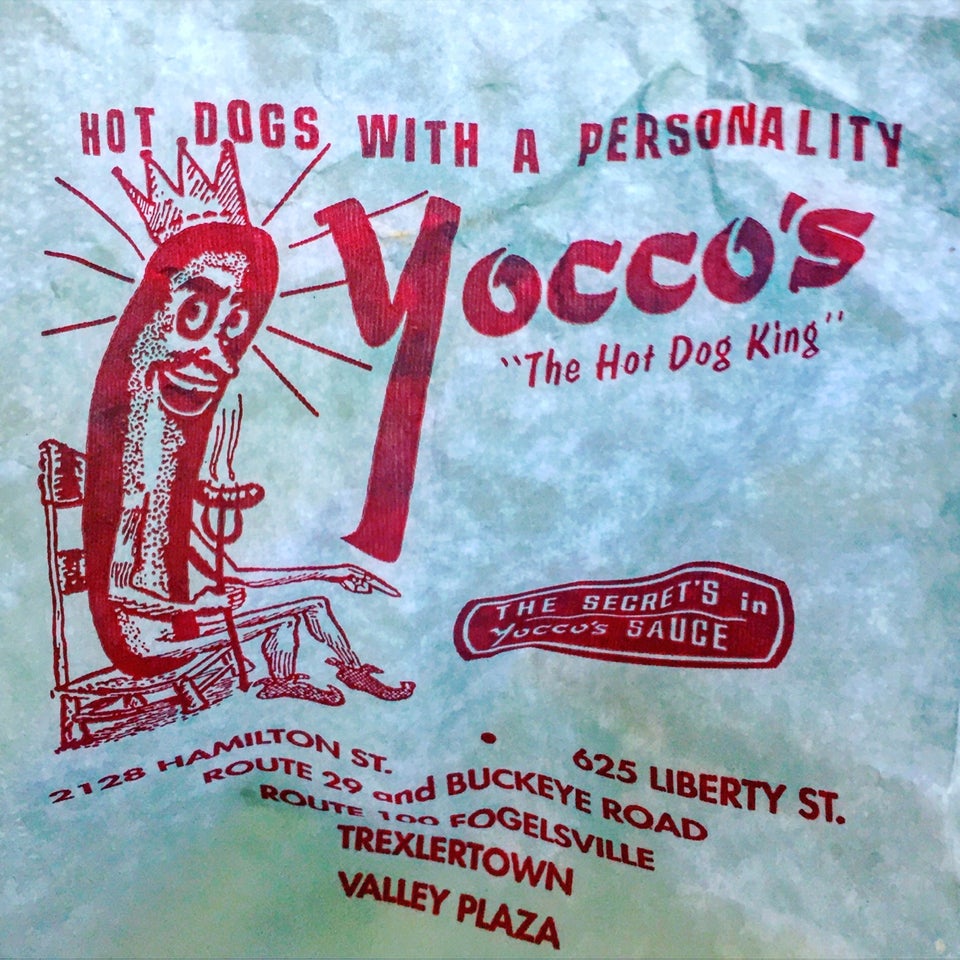 HOT DOGS WITH A PERSONALITY
Yocco's
"The Hot Dog King"
THE SECRET'S in
Yocco's SAUCE
2128 HAMILTON ST. • 625 LIBERTY ST.
ROUTE 29 and BUCKEYE ROAD
ROUTE 100 FOGELSVILLE
TREXLERTOWN
VALLEY PLAZA